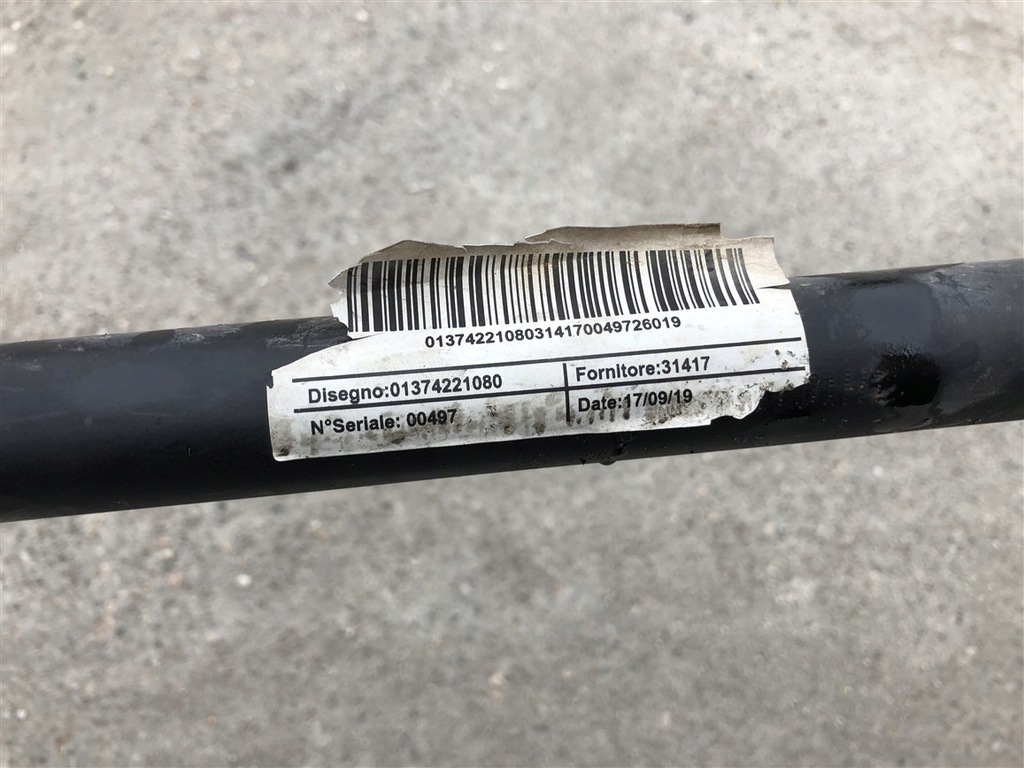 01374221080314170049726019
Disegno:01374221080
Fornitore:31417
N°Seriale: 00497
Date:17/09/19